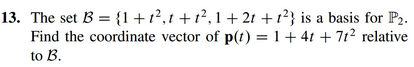 13. The set ℬ = {1 + t², t + t², 1 + 2t + t²} is a basis for ℙ₂.
Find the coordinate vector of p(t) = 1 + 4t + 7t² relative
to ℬ.